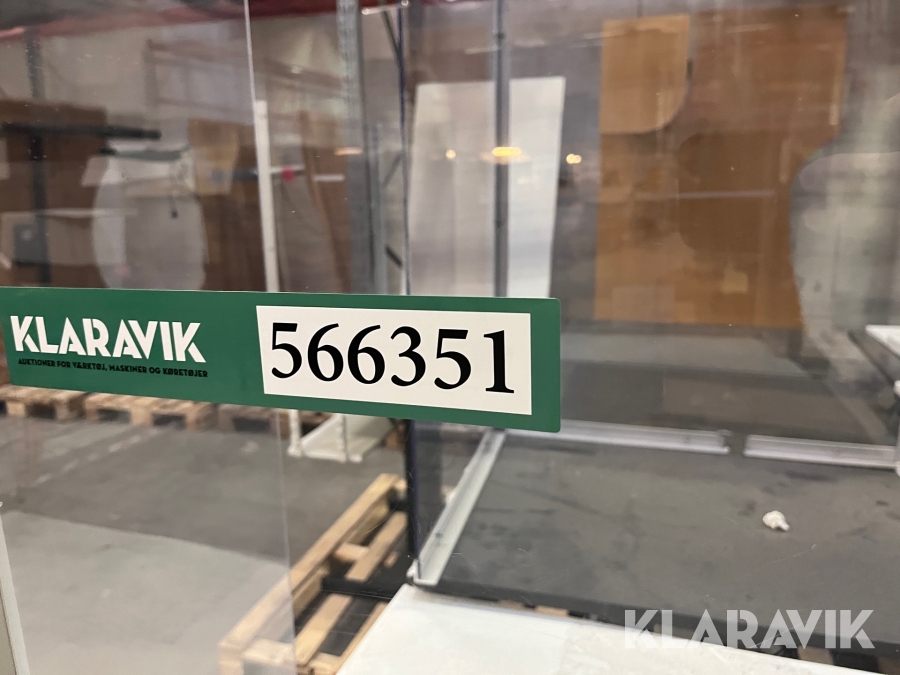 KLARAVIK
AUKTIONER FOR VÆRKTØJ, MASKINER OG KØRETØJER
566351
KLARAVIK